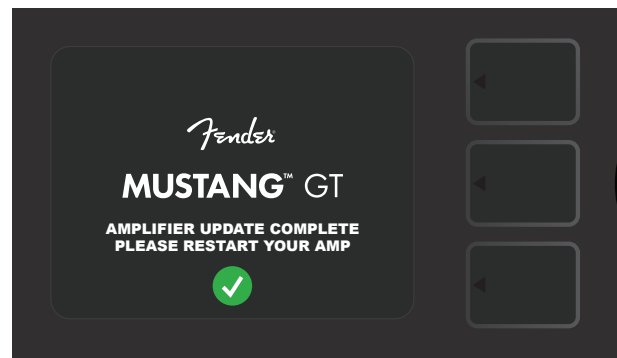 Fender
MUSTANG™ GT
AMPLIFIER UPDATE COMPLETE
PLEASE RESTART YOUR AMP